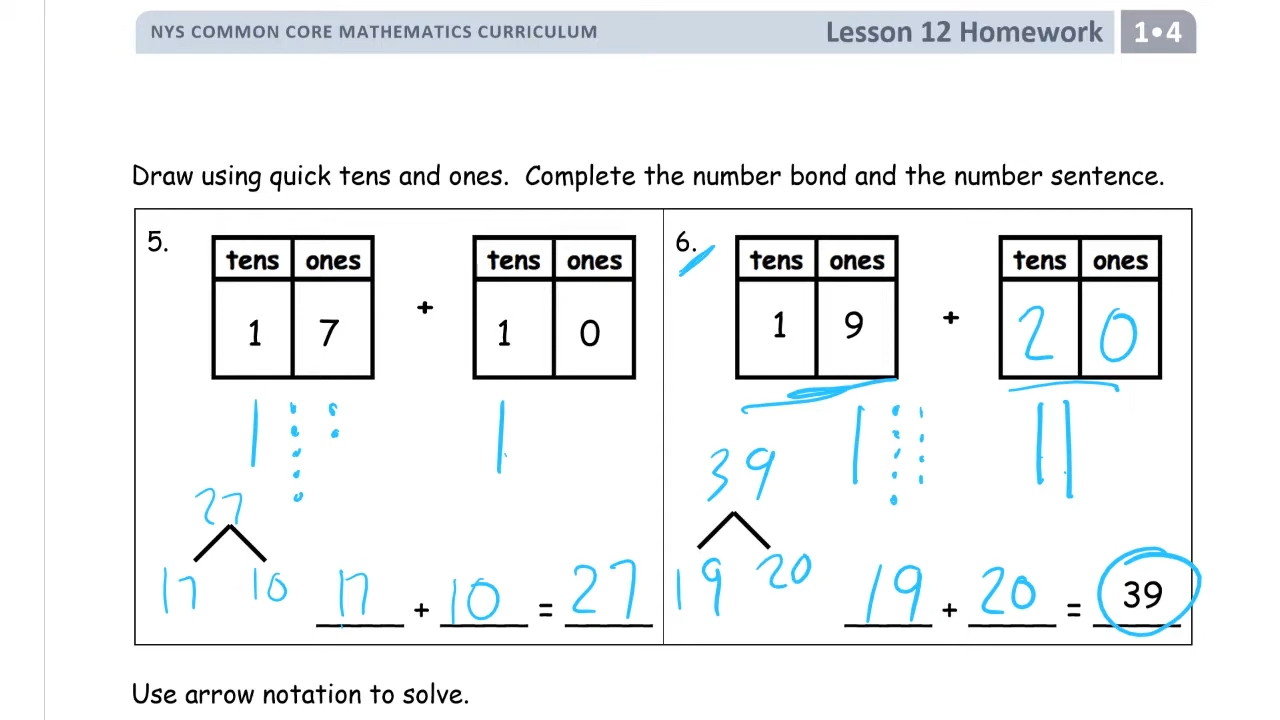 NYS COMMON CORE MATHEMATICS CURRICULUM Lesson 12 Homework 1•4
Draw using quick tens and ones. Complete the number bond and the number sentence.
5.
tens ones
1 7
+
tens ones
1 0
27
17 10
17 + 10 = 27
6.
tens ones
1 9
+
tens ones
2 0
39
19 20
19 + 20 = 39
Use arrow notation to solve.